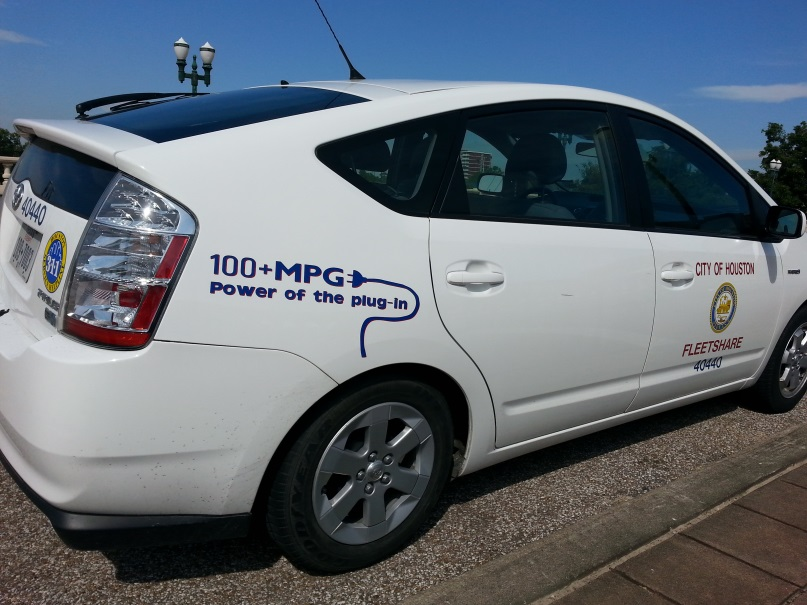 40440
100+MPG
Power of the plug-in
CITY OF HOUSTON
FLEETSHARE
40440